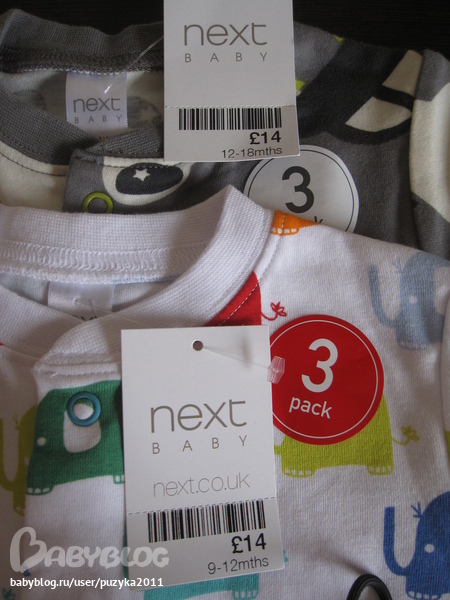 next
BABY
£14
12-18mths
next
BABY
3
3
pack
next
BABY
next.co.uk
£14
9-12mths
BABYBLOG
babyblog.ru/user/puzyka2011